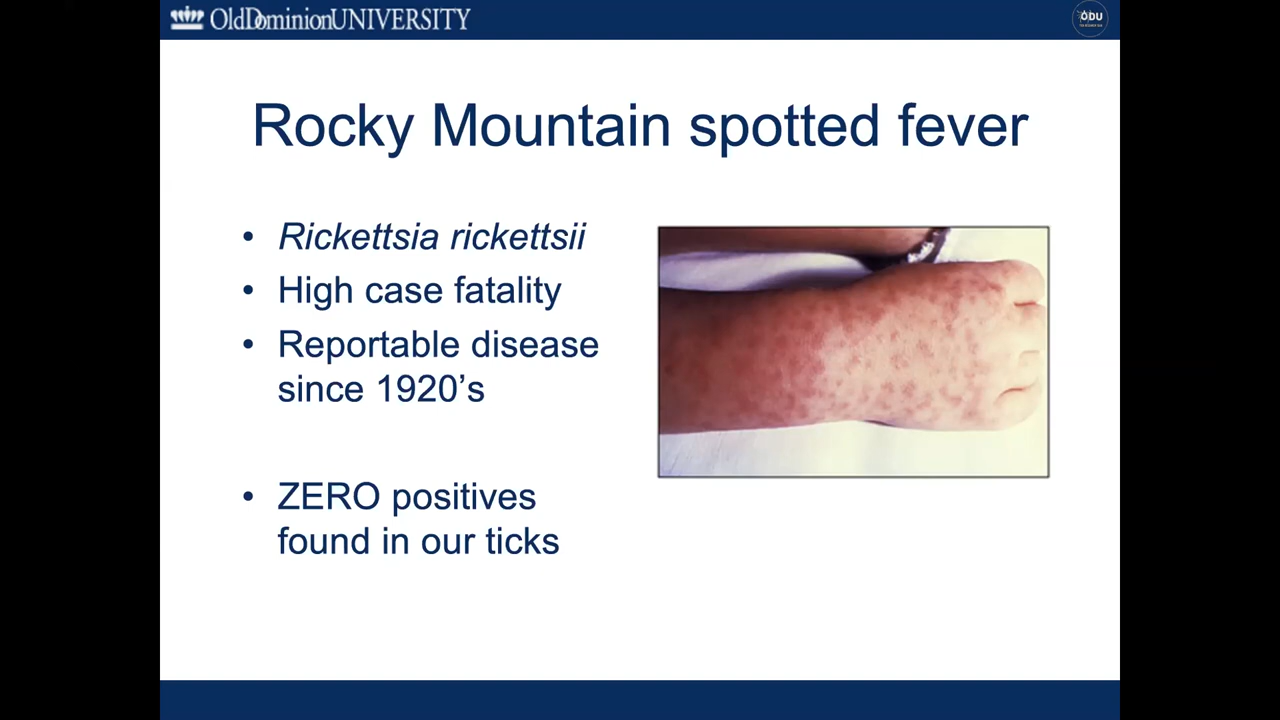 OldDominionUNIVERSITY
ODU
Rocky Mountain spotted fever
• Rickettsia rickettsii
• High case fatality
• Reportable disease
since 1920's
• ZERO positives
found in our ticks